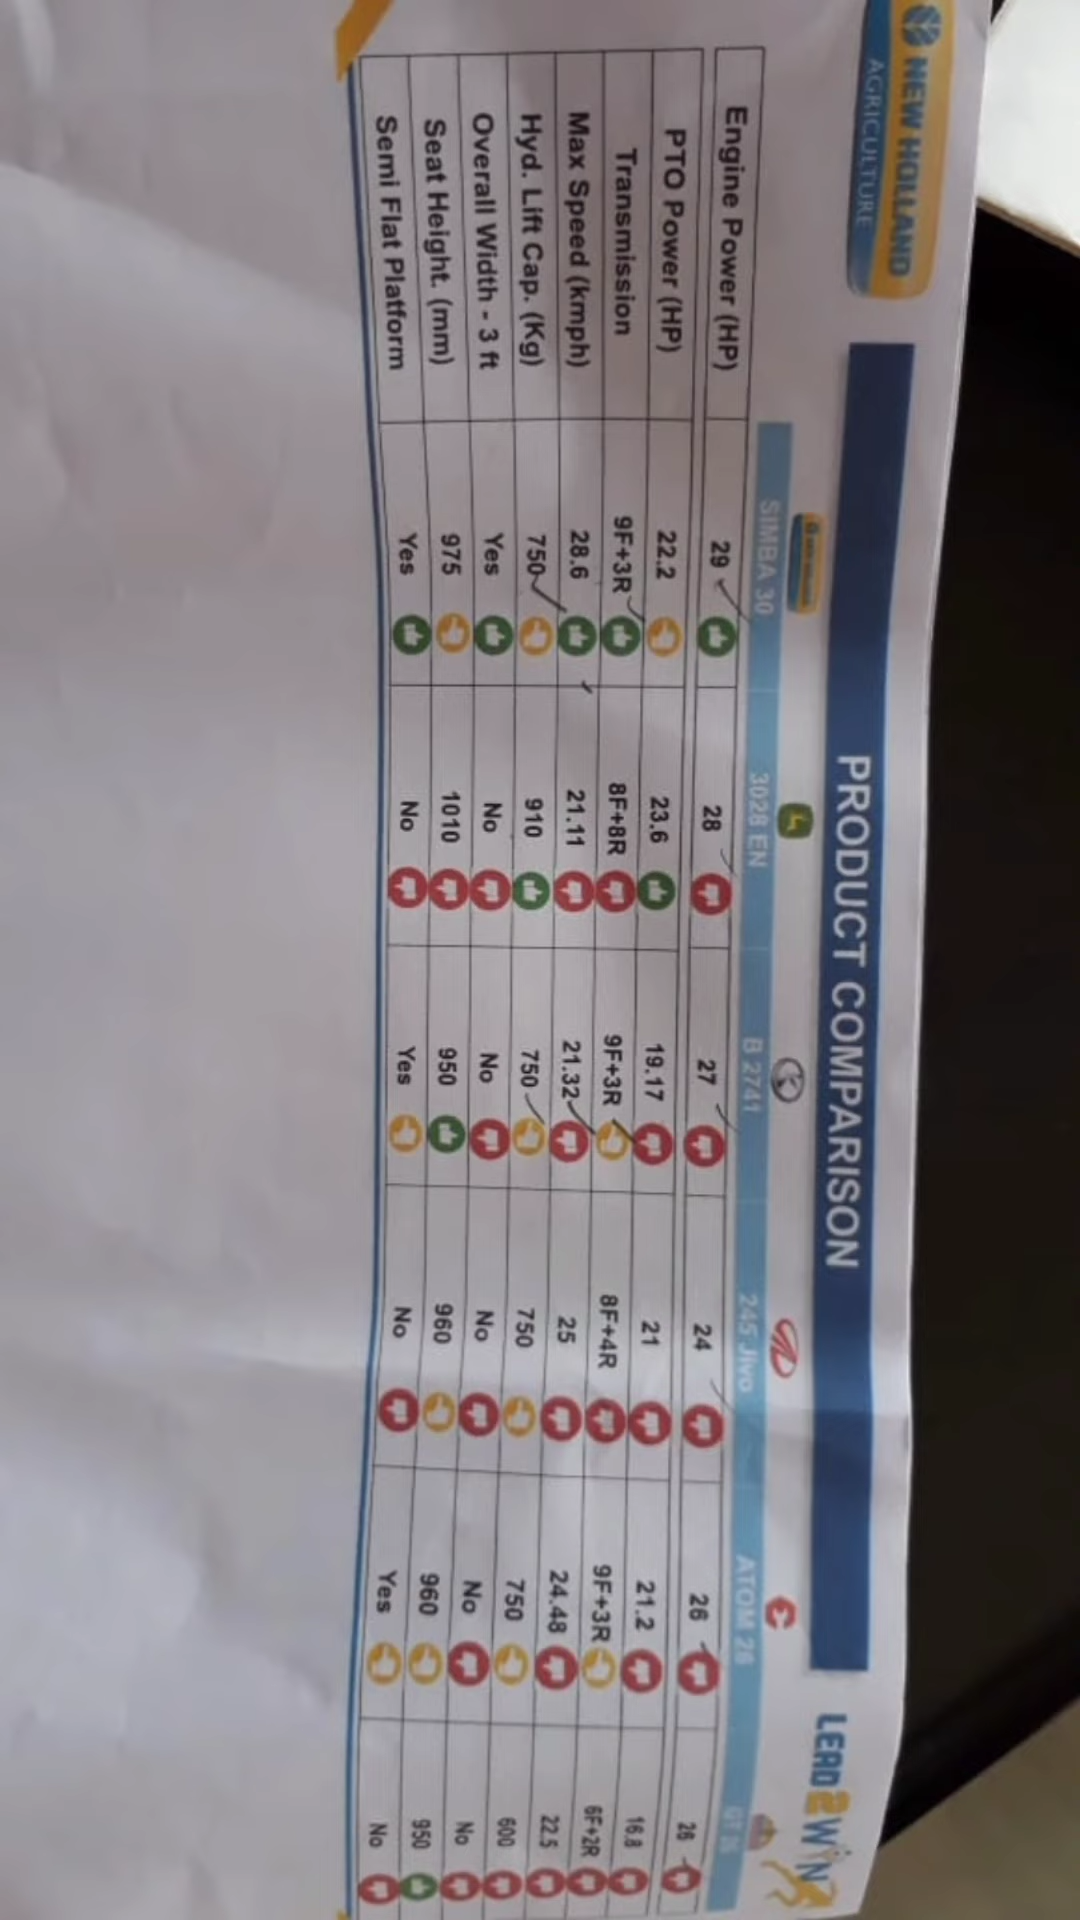 NEW HOLLAND
AGRICULTURE
PRODUCT COMPARISON
LEAD2WIN
SIMBA 30 3028 EN B 2741 245 Jivo ATOM 26
Engine Power (HP) 29 28 27 24 26 26
PTO Power (HP) 22.2 23.6 19.17 21 21.2 16.8
Transmission 9F+3R 8F+8R 9F+3R 8F+4R 9F+3R 6F+2R
Max Speed (kmph) 28.6 21.11 21.32 25 24.48 22.5
Hyd. Lift Cap. (Kg) 750 910 750 750 750 600
Overall Width - 3 ft Yes No No No No No
Seat Height. (mm) 975 1010 950 960 960 950
Semi Flat Platform Yes No Yes No Yes No